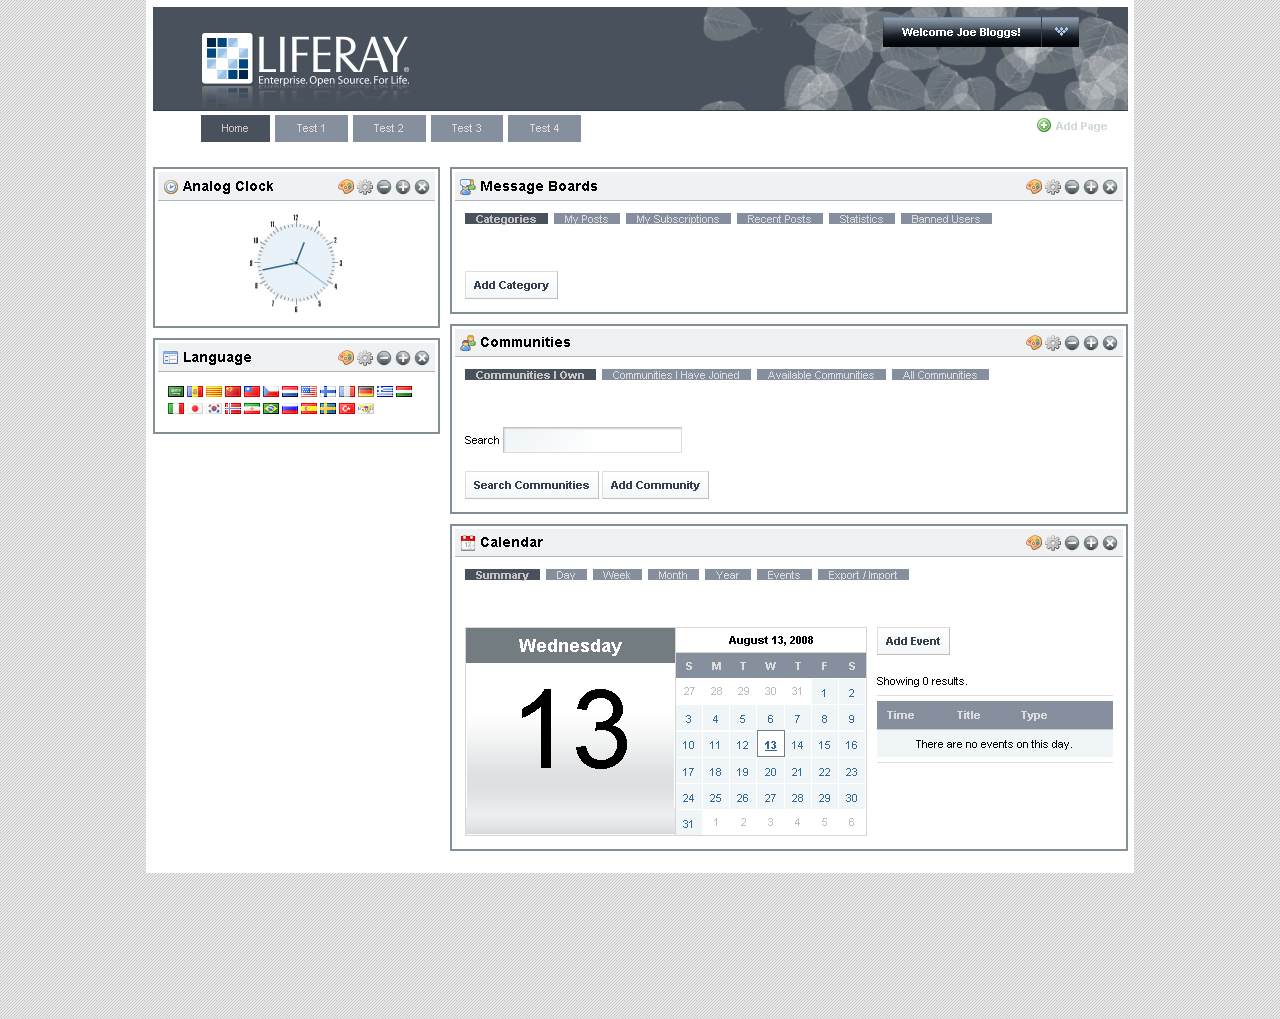 LIFERAY®
Enterprise. Open Source. For Life.
Welcome Joe Bloggs!
Home Test 1 Test 2 Test 3 Test 4
Add Page
Analog Clock
12 1 2 3 4 5 6 7 8 9 10 11
Language
Message Boards
Categories My Posts My Subscriptions Recent Posts Statistics Banned Users
Add Category
Communities
Communities I Own Communities I Have Joined Available Communities All Communities
Search
Search Communities Add Community
Calendar
Summary Day Week Month Year Events Export / Import
Wednesday
13
August 13, 2008
S M T W T F S
27 28 29 30 31 1 2
3 4 5 6 7 8 9
10 11 12 13 14 15 16
17 18 19 20 21 22 23
24 25 26 27 28 29 30
31 1 2 3 4 5 6
Add Event
Showing 0 results.
Time Title Type
There are no events on this day.